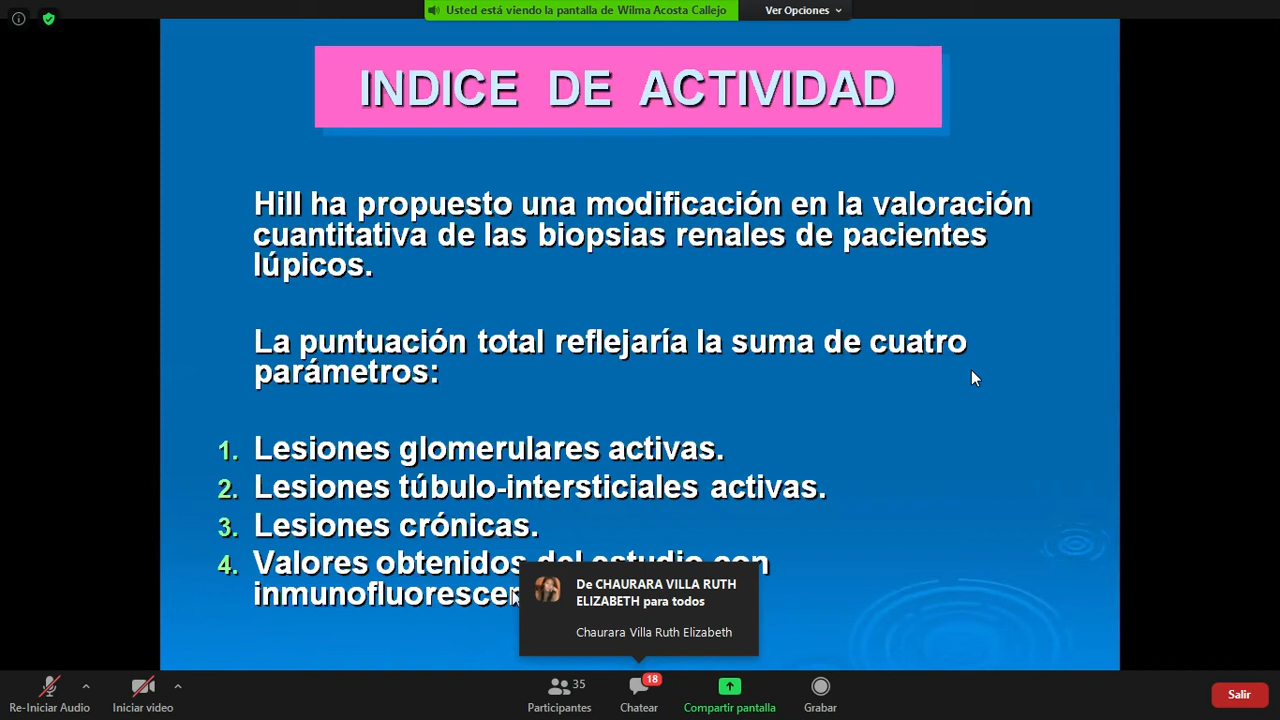 Usted está viendo la pantalla de Wilma Acosta Callejo
Ver Opciones
INDICE DE ACTIVIDAD
Hill ha propuesto una modificación en la valoración
cuantitativa de las biopsias renales de pacientes
lúpicos.
La puntuación total reflejaría la suma de cuatro
parámetros:
1. Lesiones glomerulares activas.
2. Lesiones túbulo-intersticiales activas.
3. Lesiones crónicas.
4. Valores obtenidos del estudio con
De CHAURARA VILLA RUTH
ELIZABETH para todos
Chaurara Villa Ruth Elizabeth
Re-Iniciar Audio
Iniciar video
35
Participantes
18
Chatear
Compartir pantalla
Grabar
Salir